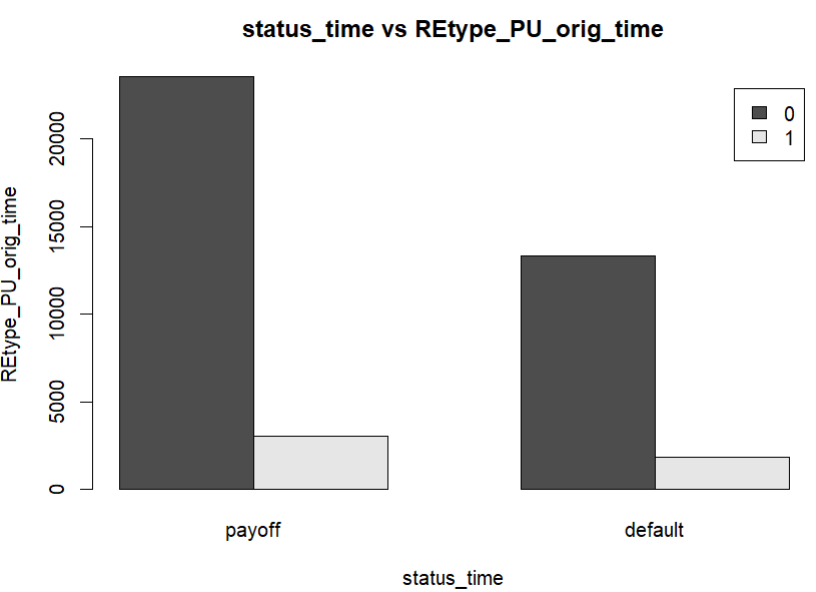 status_time vs REtype_PU_orig_time
0
1
REtype_PU_orig_time
20000
15000
10000
5000
0
payoff
default
status_time